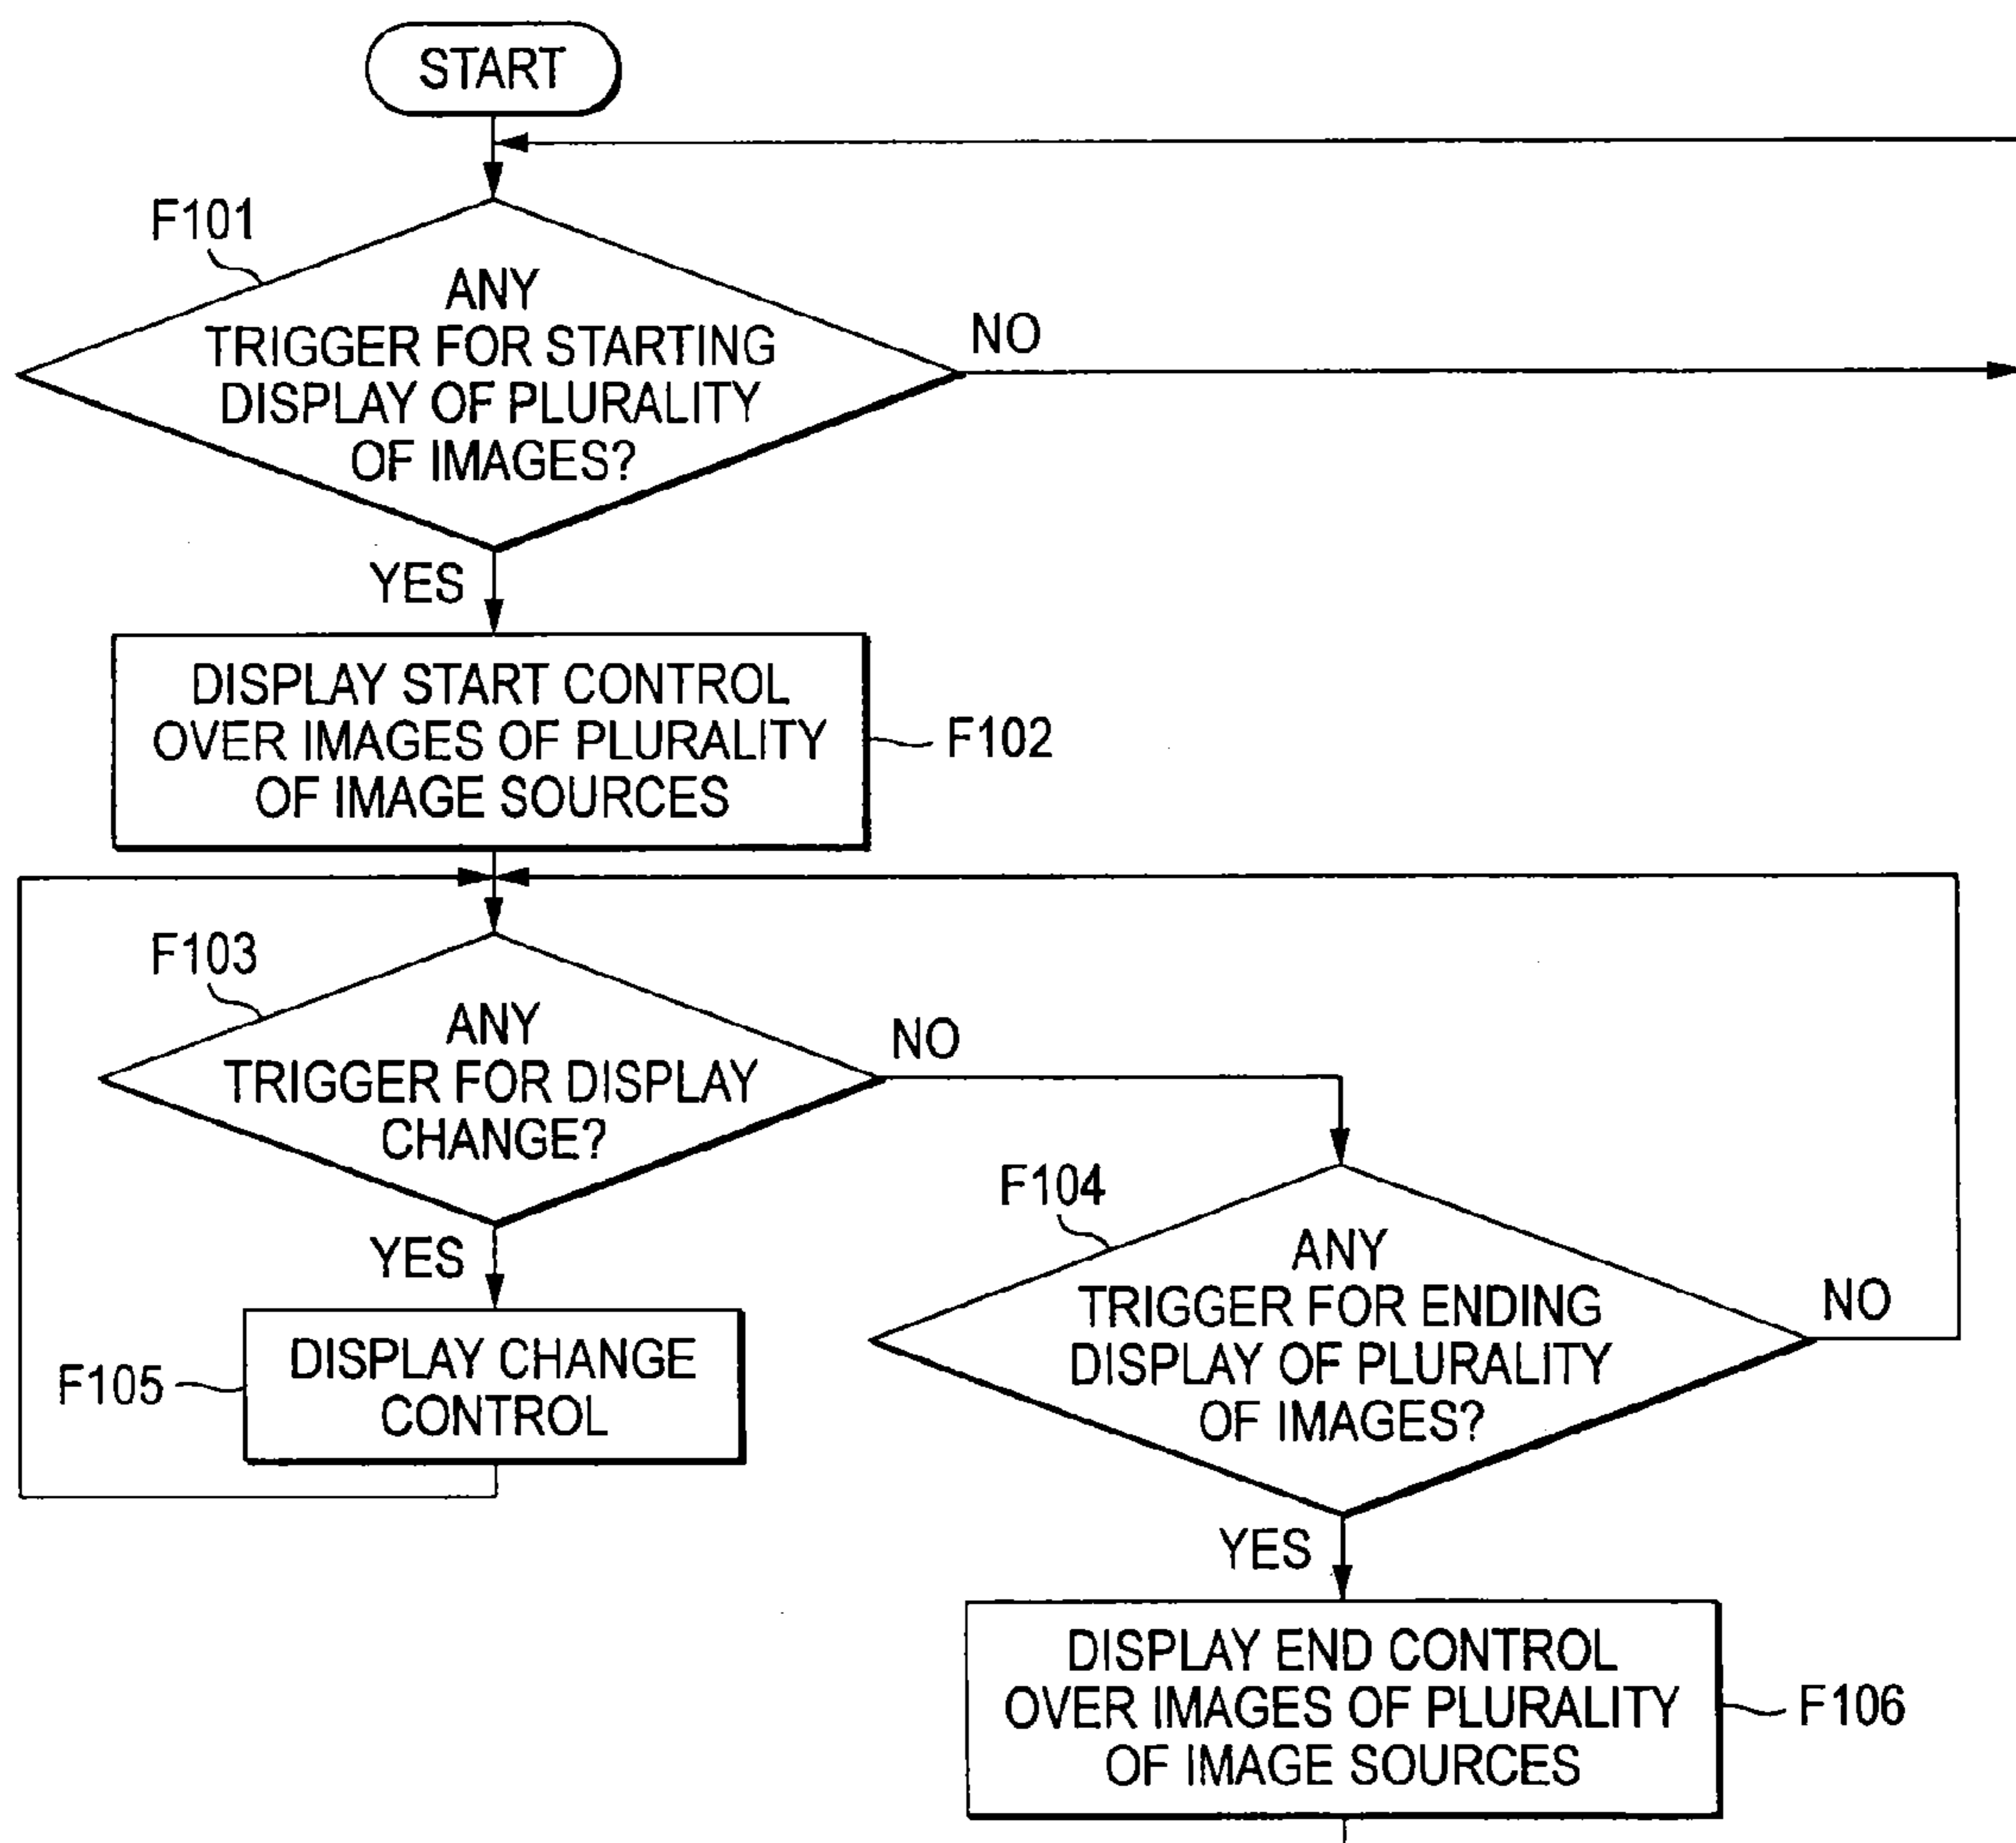 START
F101
ANY
TRIGGER FOR STARTING
DISPLAY OF PLURALITY
OF IMAGES?
NO
YES
DISPLAY START CONTROL
OVER IMAGES OF PLURALITY
OF IMAGE SOURCES
F102
F103
ANY
TRIGGER FOR DISPLAY
CHANGE?
NO
YES
F105
DISPLAY CHANGE
CONTROL
F104
ANY
TRIGGER FOR ENDING
DISPLAY OF PLURALITY
OF IMAGES?
NO
YES
DISPLAY END CONTROL
OVER IMAGES OF PLURALITY
OF IMAGE SOURCES
F106